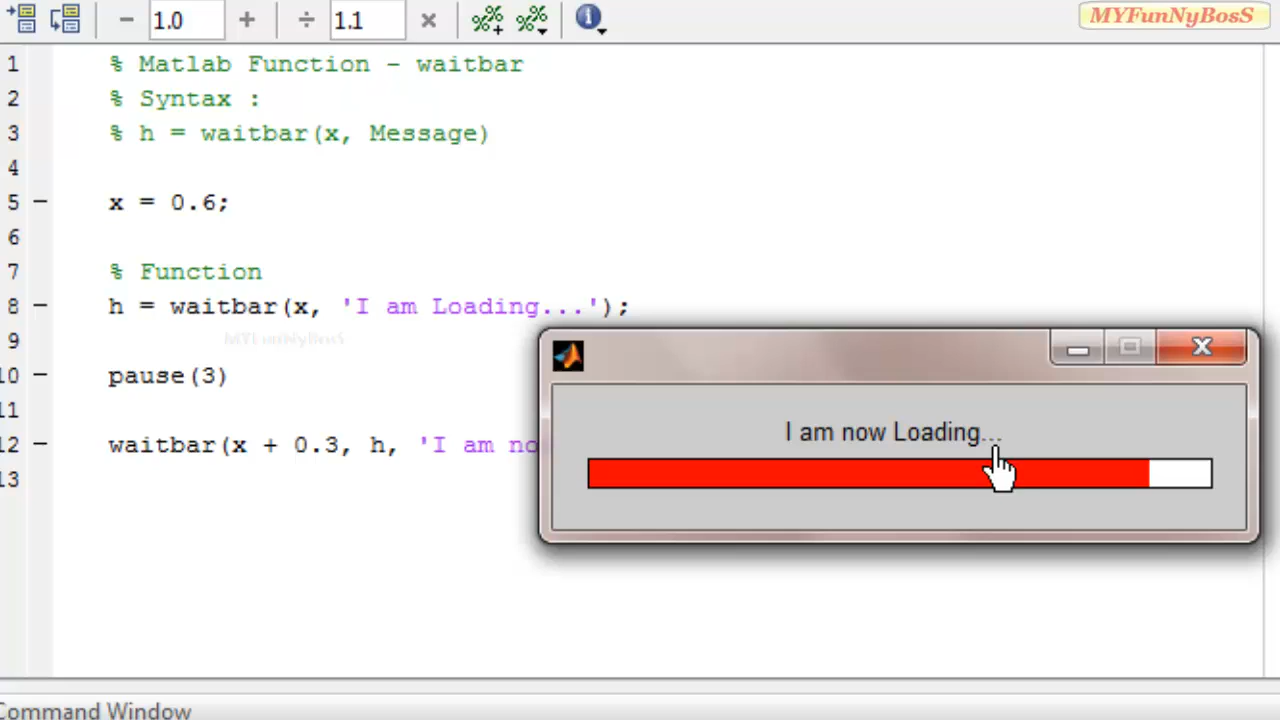 1.0
1.1
MYFunNyBosS
1 % Matlab Function - waitbar
2 % Syntax :
3 % h = waitbar(x, Message)
4
5 – x = 0.6;
6
7 % Function
8 – h = waitbar(x, 'I am Loading...');
9 MYFunNyBosS
10 – pause(3)
11
12 – waitbar(x + 0.3, h, 'I am no
13
I am now Loading...
Command Window